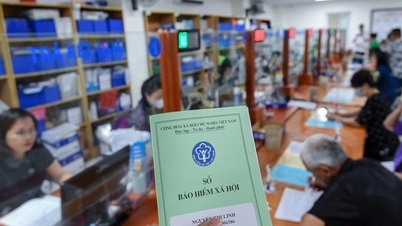 CỘNG HÒA XÃ HỘI CHỦ NGHĨA VIỆT NAM
Độc lập - Tự do - Hạnh phúc
SỔ
BẢO HIỂM XÃ HỘI